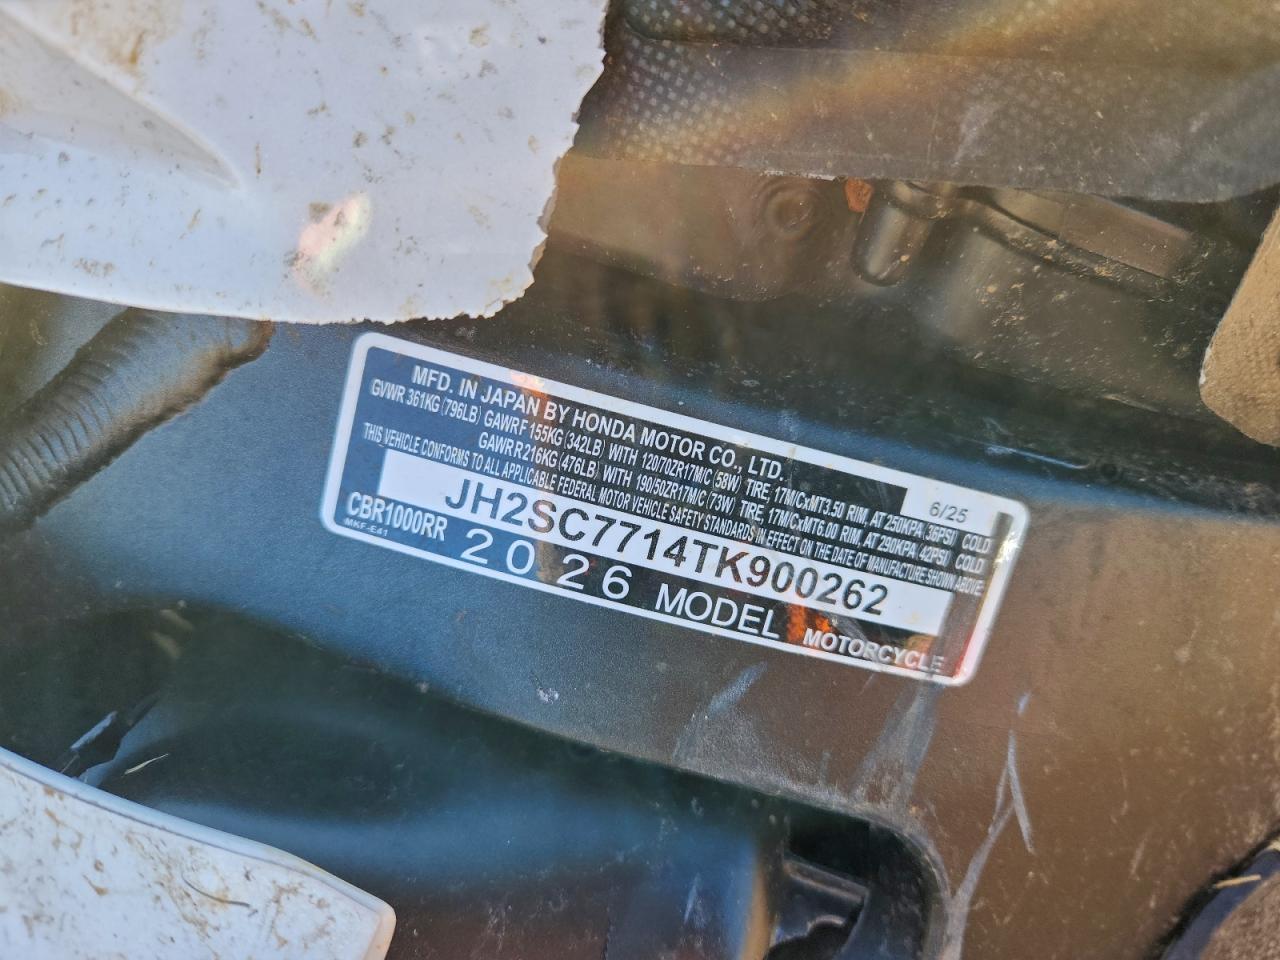 MFD. IN JAPAN BY HONDA MOTOR CO., LTD. 6/25
GVWR 361KG (796LB) GAWR F 155KG (342LB) WITH 120/70ZR17M/C (58W) TIRE, 17M/CxMT3.50 RIM, AT 250KPA (36PSI) COLD
GAWR R 216KG (476LB) WITH 190/50ZR17M/C (73W) TIRE, 17M/CxMT6.00 RIM, AT 290KPA (42PSI) COLD
THIS VEHICLE CONFORMS TO ALL APPLICABLE FEDERAL MOTOR VEHICLE SAFETY STANDARDS IN EFFECT ON THE DATE OF MANUFACTURE SHOWN ABOVE.
JH2SC7714TK900262
CBR1000RR 2026 MODEL MOTORCYCLE
MKF-E41